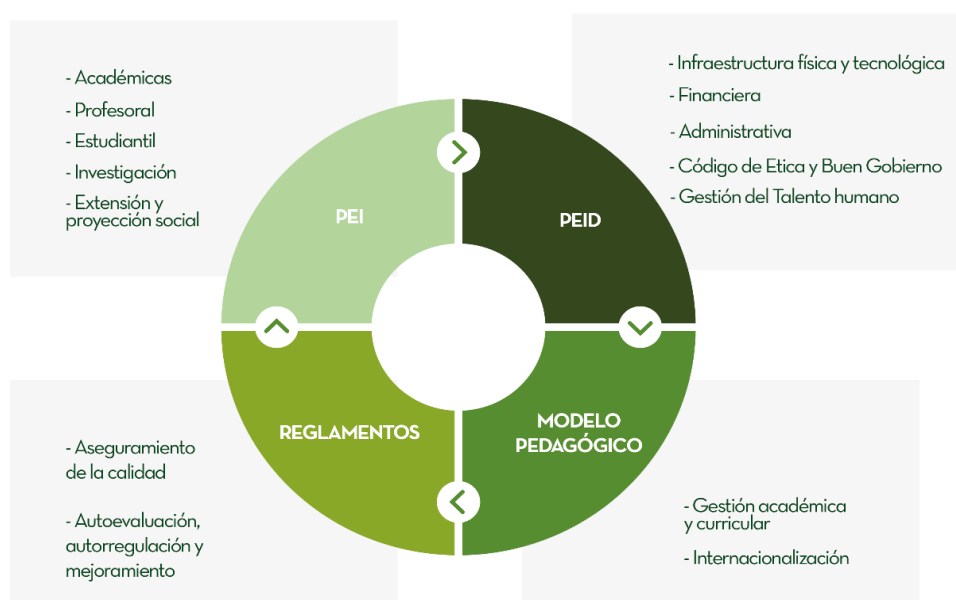 - Académicas
- Profesoral
- Estudiantil
- Investigación
- Extensión y
proyección social
- Infraestructura física y tecnológica
- Financiera
- Administrativa
- Código de Etica y Buen Gobierno
- Gestión del Talento humano
PEI
PEID
REGLAMENTOS
MODELO
PEDAGÓGICO
- Aseguramiento
de la calidad
- Autoevaluación,
autorregulación y
mejoramiento
- Gestión académica
y curricular
- Internacionalización